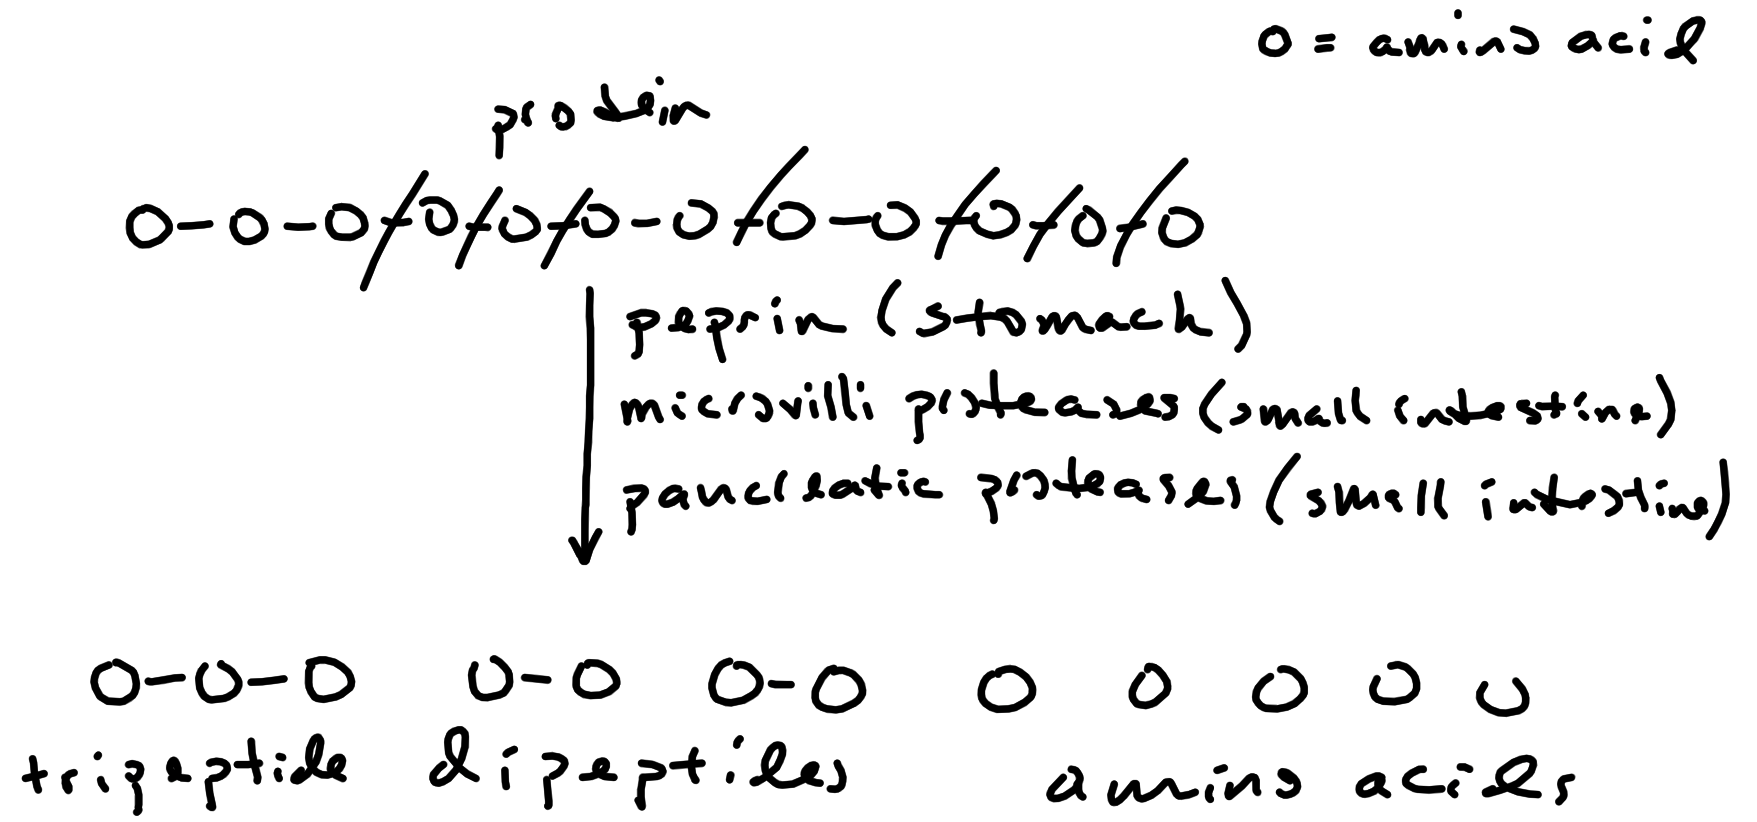 O = amino acid
protein
pepsin (stomach)
microvilli proteases (small intestine)
pancreatic proteases (small intestine)
tripeptide dipeptides amino acids